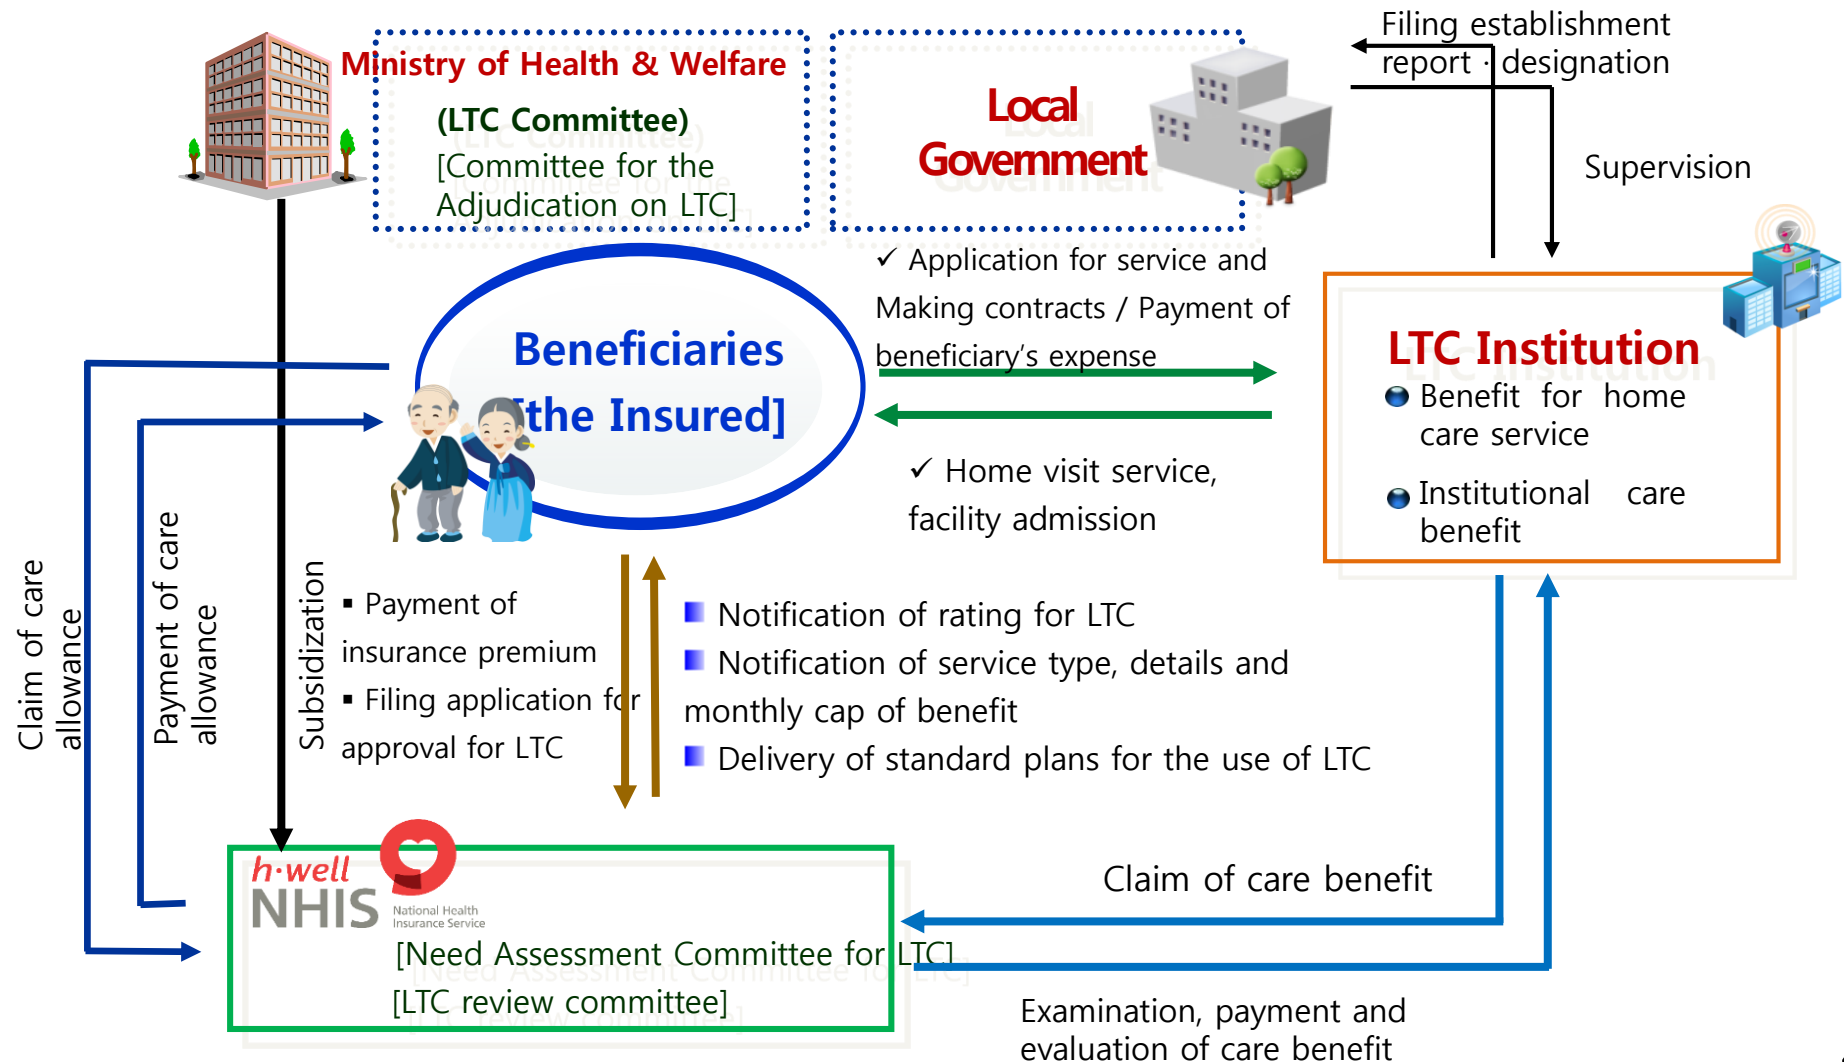 Filing establishment
report · designation
Ministry of Health & Welfare
(LTC Committee)
[Committee for the
Adjudication on LTC]
Local
Government
Supervision
✓ Application for service and
Making contracts / Payment of
beneficiary's expense
Beneficiaries
[the Insured]
LTC Institution
Benefit for home
care service
Institutional care
benefit
✓ Home visit service,
facility admission
Claim of care
allowance
Payment of care
allowance
Subsidization
▪ Payment of
insurance premium
▪ Filing application for
approval for LTC
Notification of rating for LTC
Notification of service type, details and
monthly cap of benefit
Delivery of standard plans for the use of LTC
h·well
NHIS
National Health
Insurance Service
[Need Assessment Committee for LTC]
[LTC review committee]
Claim of care benefit
Examination, payment and
evaluation of care benefit